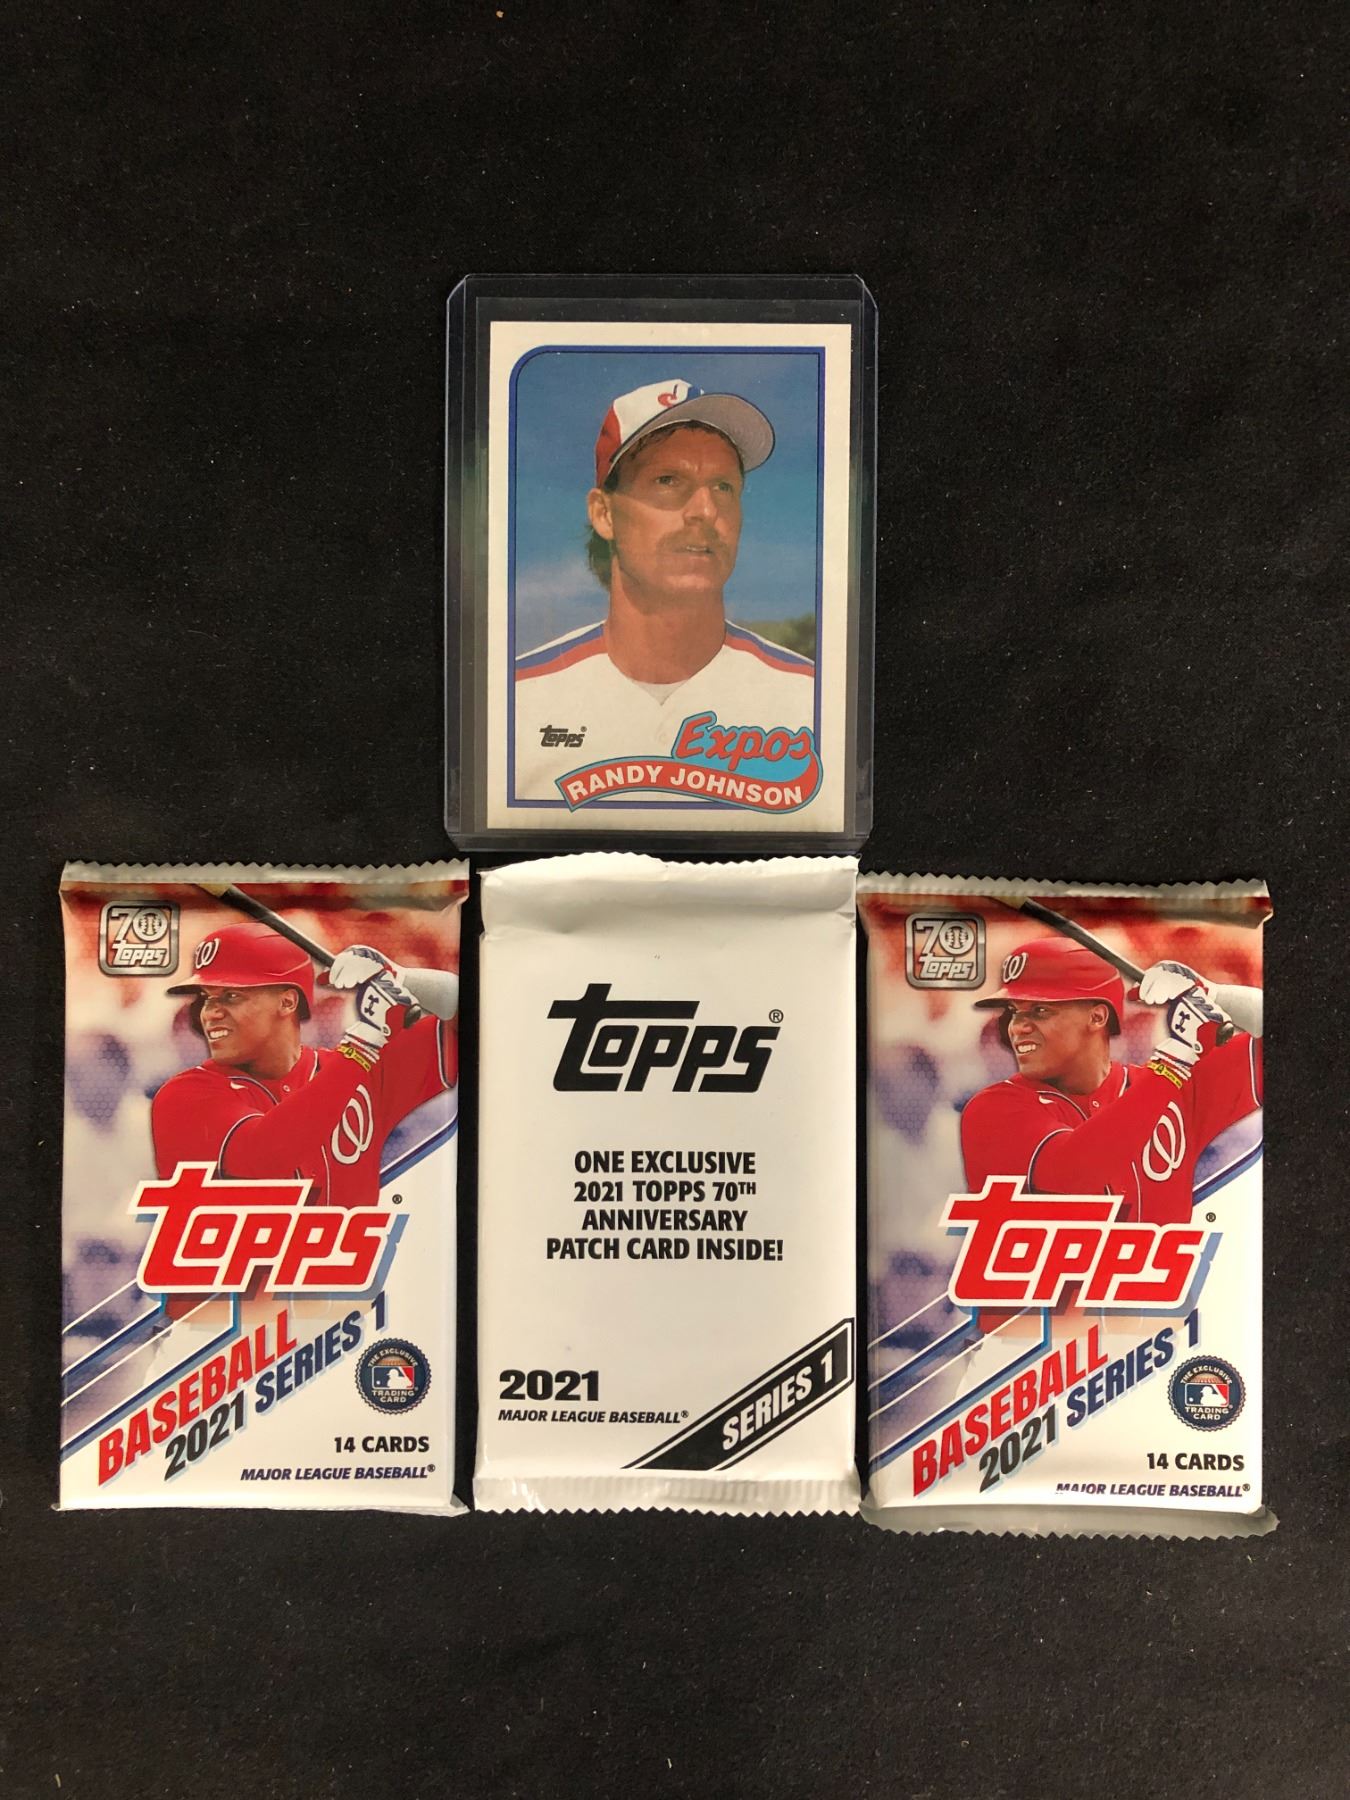 Topps®
Expos
RANDY JOHNSON
70
Topps
W
W
Topps®
BASEBALL
2021 SERIES 1
THE EXCLUSIVE
TRADING
CARD
14 CARDS
MAJOR LEAGUE BASEBALL®
Topps®
ONE EXCLUSIVE
2021 TOPPS 70TH
ANNIVERSARY
PATCH CARD INSIDE!
2021
MAJOR LEAGUE BASEBALL®
SERIES 1
70
Topps
W
W
Topps®
BASEBALL
2021 SERIES 1
THE EXCLUSIVE
TRADING
CARD
14 CARDS
MAJOR LEAGUE BASEBALL®